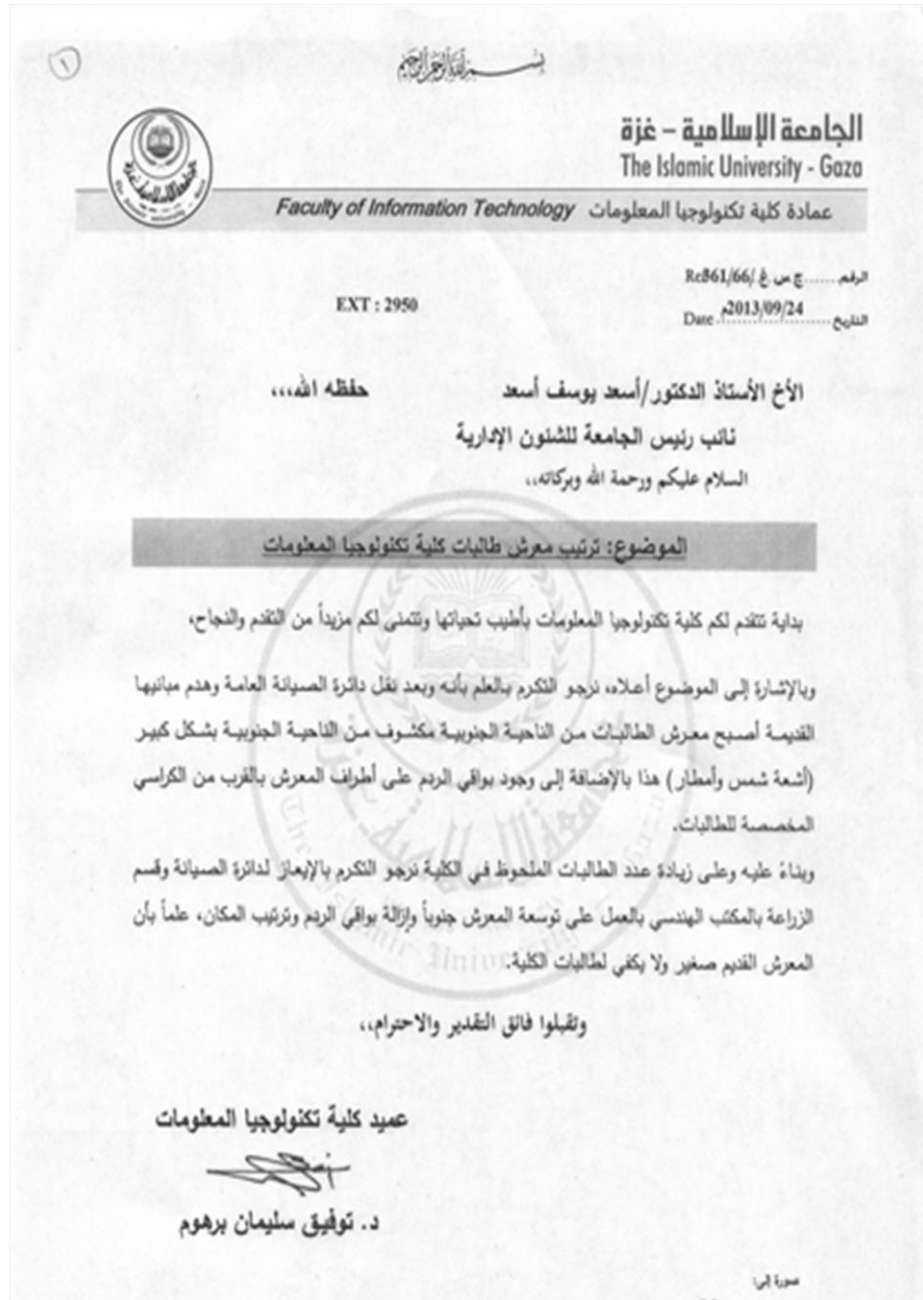 ١
بسم الله الرحمن الرحيم
الجامعة الإسلامية – غزة
The Islamic University - Gaza
عمادة كلية تكنولوجيا المعلومات Faculty of Information Technology
الرقم ........ ج س غ /Ref361/66
EXT : 2950
التاريخ .......... 2013/09/24م .......... Date
الأخ الأستاذ الدكتور/أسعد يوسف أسعد حفظه الله،،،
نائب رئيس الجامعة للشئون الإدارية
السلام عليكم ورحمة الله وبركاته،،
الموضوع: ترتيب معرش طالبات كلية تكنولوجيا المعلومات
بداية تتقدم لكم كلية تكنولوجيا المعلومات بأطيب تحياتها وتتمنى لكم مزيداً من التقدم والنجاح،
وبالإشارة إلى الموضوع أعلاه، نرجو التكرم بالعلم بأنه وبعد نقل دائرة الصيانة العامة وهدم مبانيها
القديمة أصبح معرش الطالبات من الناحية الجنوبية مكشوف من الناحية الجنوبية بشكل كبير
(أشعة شمس وأمطار) هذا بالإضافة إلى وجود بواقي الردم على أطراف المعرش بالقرب من الكراسي
المخصصة للطالبات.
وبناءً عليه وعلى زيادة عدد الطالبات الملحوظ في الكلية نرجو التكرم بالإيعاز لدائرة الصيانة وقسم
الزراعة بالمكتب الهندسي بالعمل على توسعة المعرش جنوباً وإزالة بواقي الردم وترتيب المكان، علماً بأن
المعرش القديم صغير ولا يكفي لطالبات الكلية.
وتقبلوا فائق التقدير والاحترام،،
عميد كلية تكنولوجيا المعلومات
د. توفيق سليمان برهوم
صورة إلى: